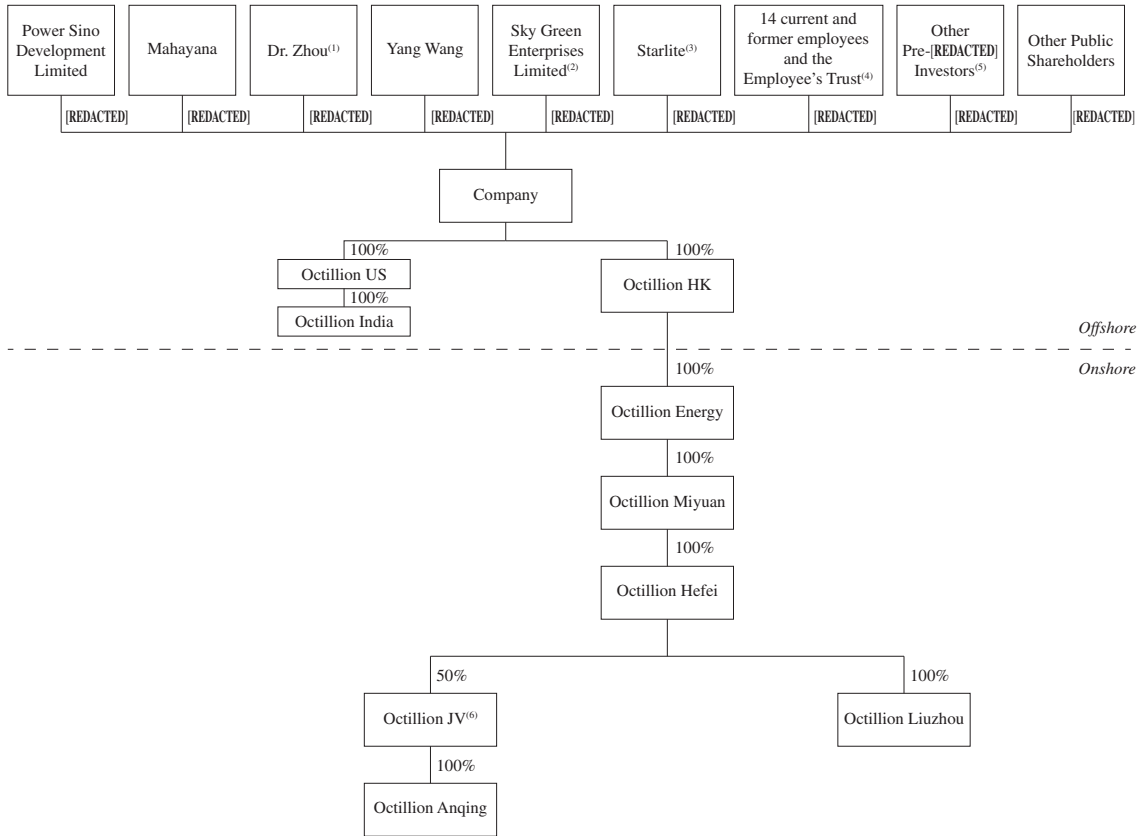 Power Sino
Development
Limited
Mahayana
Dr. Zhou(1)
Yang Wang
Sky Green
Enterprises
Limited(2)
Starlite(3)
14 current and
former employees
and the
Employee's Trust(4)
Other
Pre-[REDACTED]
Investors(5)
Other Public
Shareholders
[REDACTED]
[REDACTED]
[REDACTED]
[REDACTED]
[REDACTED]
[REDACTED]
[REDACTED]
[REDACTED]
[REDACTED]
Company
100%
100%
Octillion US
Octillion HK
100%
Octillion India
Offshore
Onshore
100%
Octillion Energy
100%
Octillion Miyuan
100%
Octillion Hefei
50%
100%
Octillion JV(6)
Octillion Liuzhou
100%
Octillion Anqing